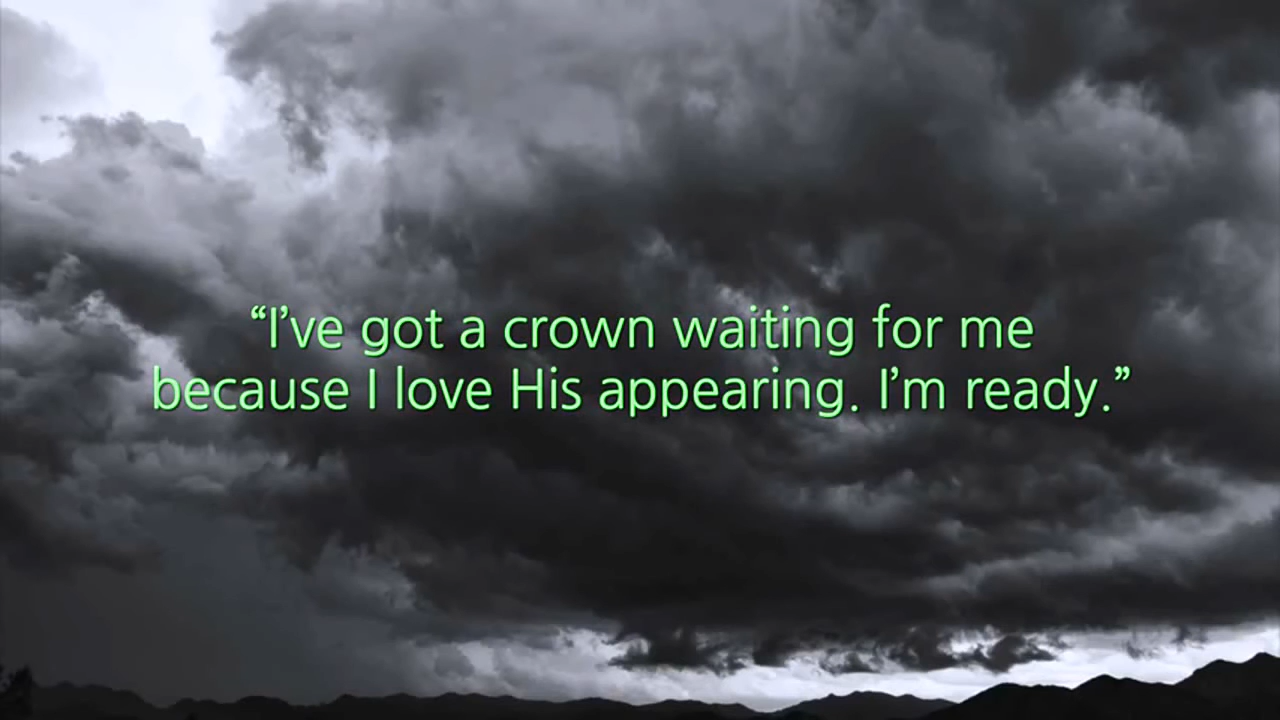 “I’ve got a crown waiting for me
because I love His appearing. I’m ready.”